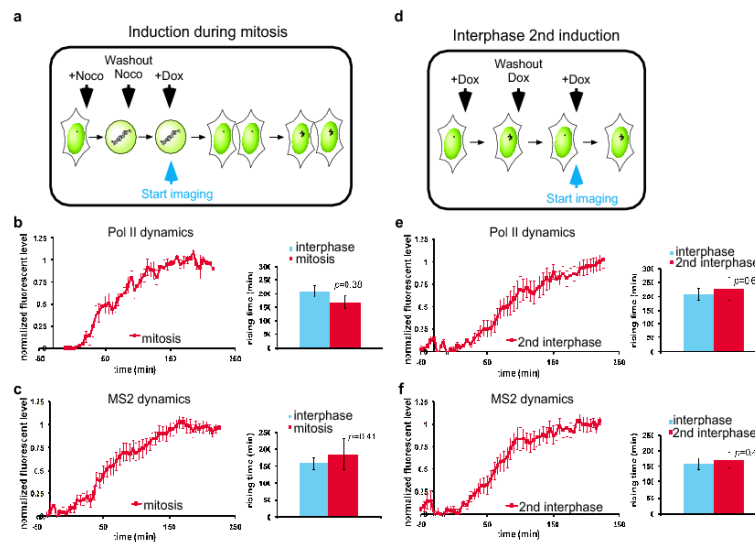 a
Induction during mitosis
Washout
+Noco Noco +Dox
Start imaging
d
Interphase 2nd induction
Washout
+Dox Dox +Dox
Start imaging
b
Pol II dynamics
normalized fluorescent level
1.25
1
0.75
0.5
0.25
0
mitosis
50 150 250
time (min)
interphase
mitosis
rising time (min)
p=0.38
300
250
200
150
100
50
0
c
MS2 dynamics
normalized fluorescent level
1.25
1
0.75
0.5
0.25
0
mitosis
50 150 250
time (min)
interphase
mitosis
rising time (min)
p=0.41
250
200
150
100
50
0
e
Pol II dynamics
normalized fluorescent level
1.25
1
0.75
0.5
0.25
0
2nd interphase
50 150 250
time (min)
interphase
2nd interphase
rising time (min)
300
250
200
150
100
50
0
f
MS2 dynamics
normalized fluorescent level
1.25
1
0.75
0.5
0.25
0
2nd interphase
50 150 250
time (min)
interphase
2nd interphase
rising time (min)
250
200
150
100
50
0